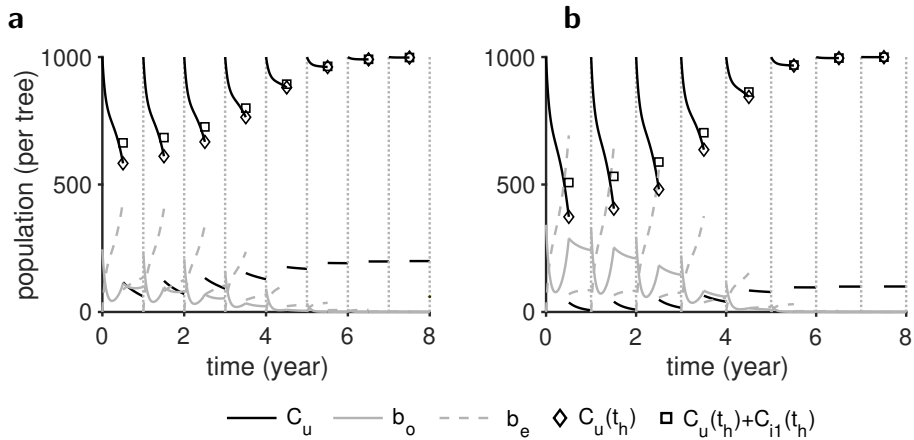 a
b
1000
500
0
population (per tree)
0 2 4 6 8
time (year)
1000
500
0
0 2 4 6 8
time (year)
C_u b_o b_e C_u(t_h) C_u(t_h)+C_i1(t_h)